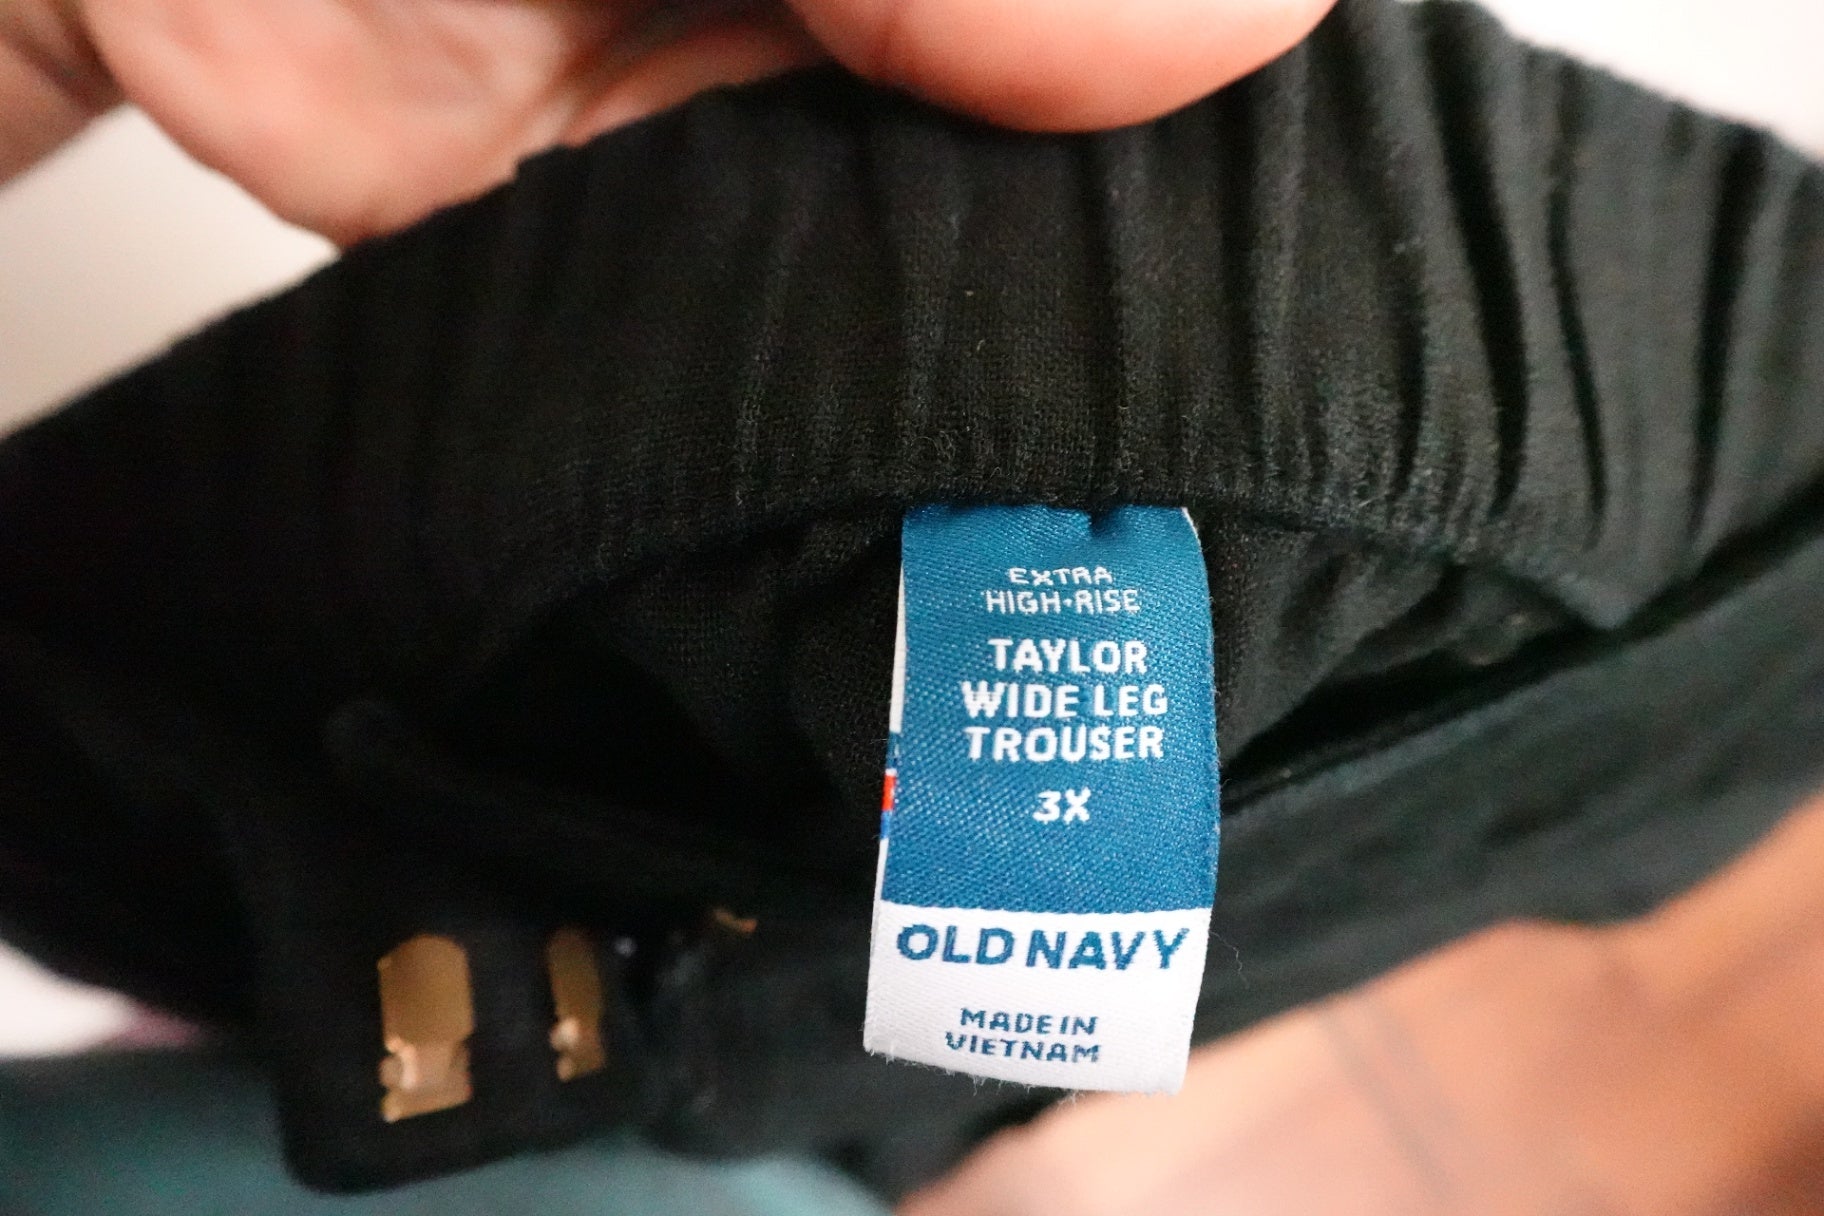 EXTRA
HIGH-RISE
TAYLOR
WIDE LEG
TROUSER
3X
OLD NAVY
MADE IN
VIETNAM